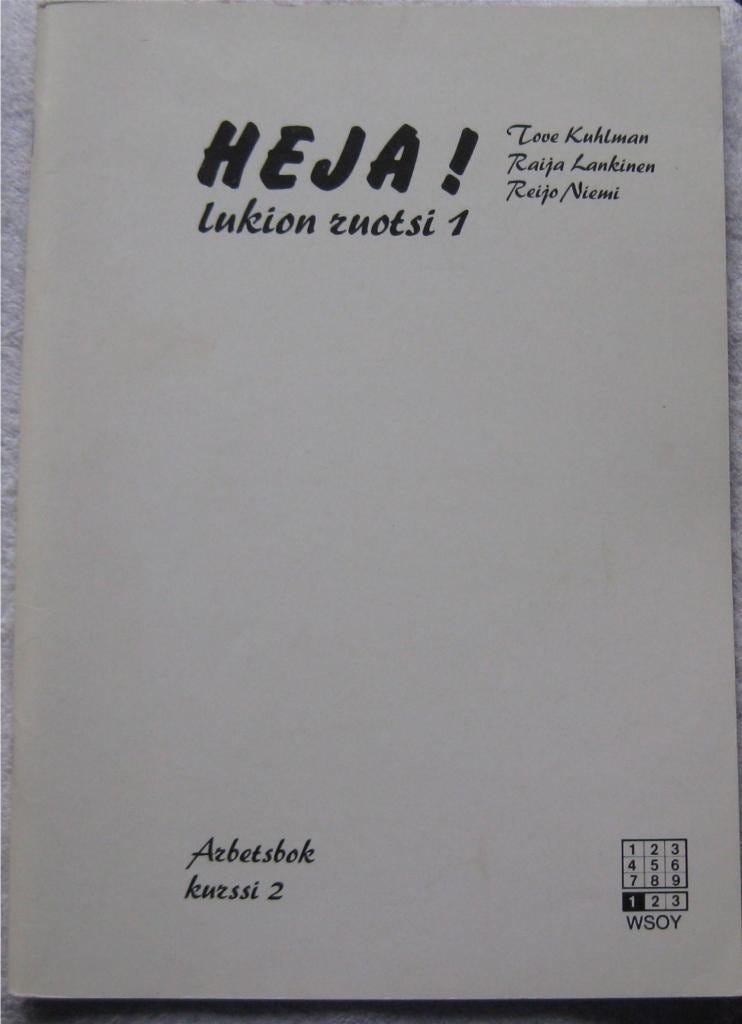 HEJA!
lukion ruotsi 1
Tove Kuhlman
Raija Lankinen
Reijo Niemi
Arbetsbok
kurssi 2
1 2 3
4 5 6
7 8 9
1 2 3
WSOY